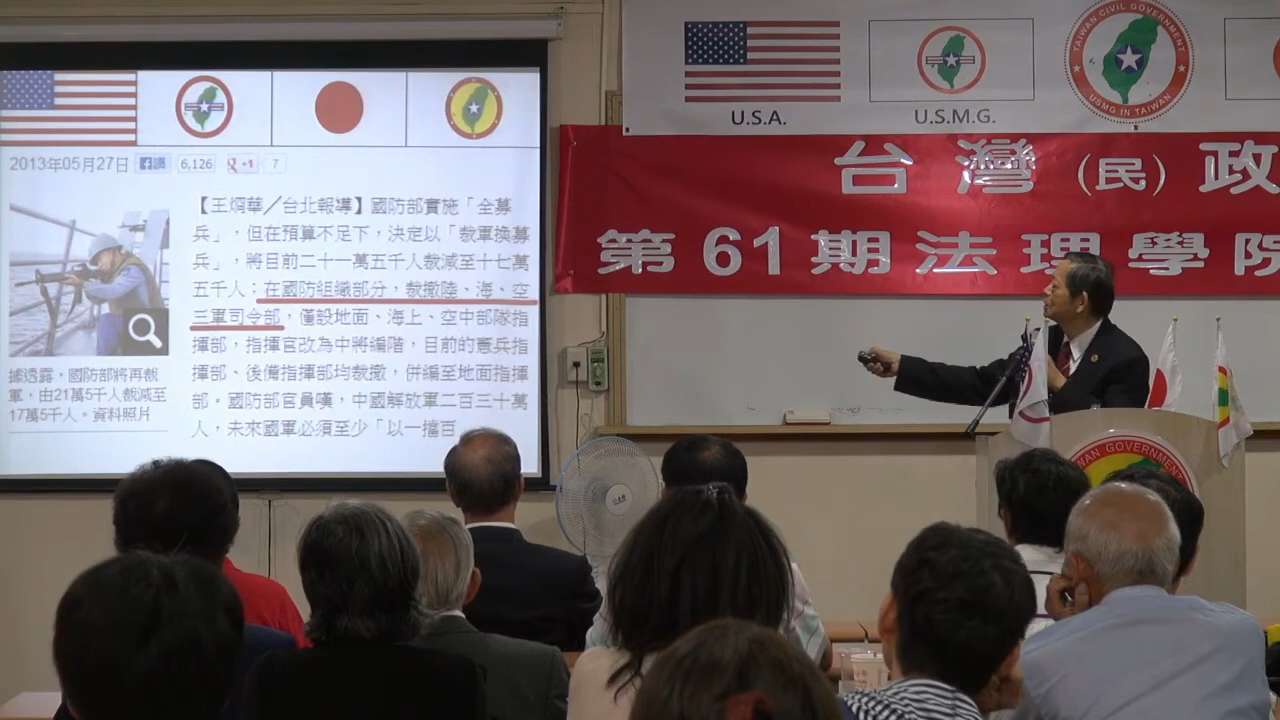 U.S.A.
U.S.M.G.
TAIWAN CIVIL GOVERNMENT
USMG IN TAIWAN
台灣(民)政
第61期法理學院
2013年05月27日 6,126 g +1 7
【王烱華╱台北報導】國防部實施「全募
兵」,但在預算不足下,決定以「裁軍換募
兵」,將目前二十一萬五千人裁減至十七萬
五千人;在國防組織部分,裁撤陸、海、空
三軍司令部,僅設地面、海上、空中部隊指
揮部,指揮官改為中將編階,目前的憲兵指
揮部、後備指揮部均裁撤,併編至地面指揮
部。國防部官員嘆,中國解放軍二百三十萬
人,未來國軍必須至少「以一擋百
據透露,國防部將再裁
軍,由21萬5千人裁減至
17萬5千人。資料照片
WAN GOVERNMENT